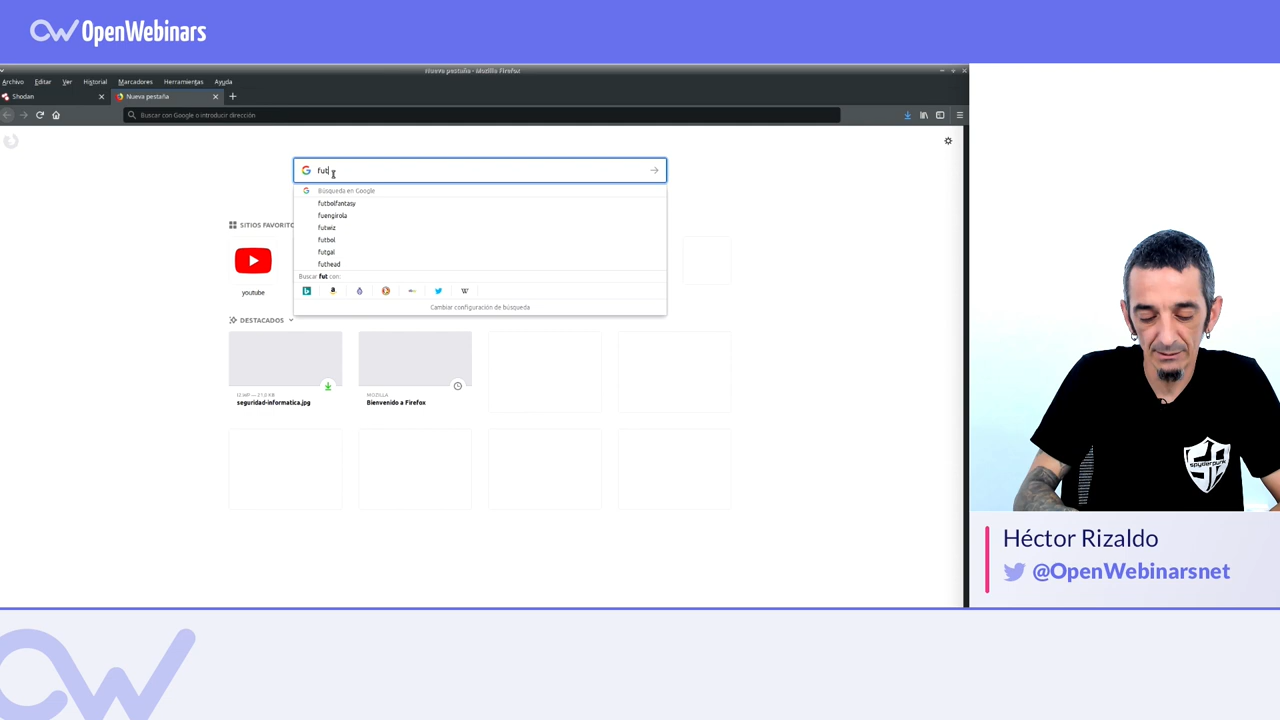 OpenWebinars
Nueva pestaña - Mozilla Firefox
Archivo Editar Ver Historial Marcadores Herramientas Ayuda
Shodan
Nueva pestaña
Buscar con Google o introducir dirección
fut
Búsqueda en Google
futbolfantasy
fuengirola
futwiz
futbol
futgal
futhead
Buscar fut con:
Cambiar configuración de búsqueda
SITIOS FAVORITO
youtube
DESTACADOS
seguridad-informatica.jpg
MOZILLA
Bienvenido a Firefox
spyderpunk
Héctor Rizaldo
@OpenWebinarsnet